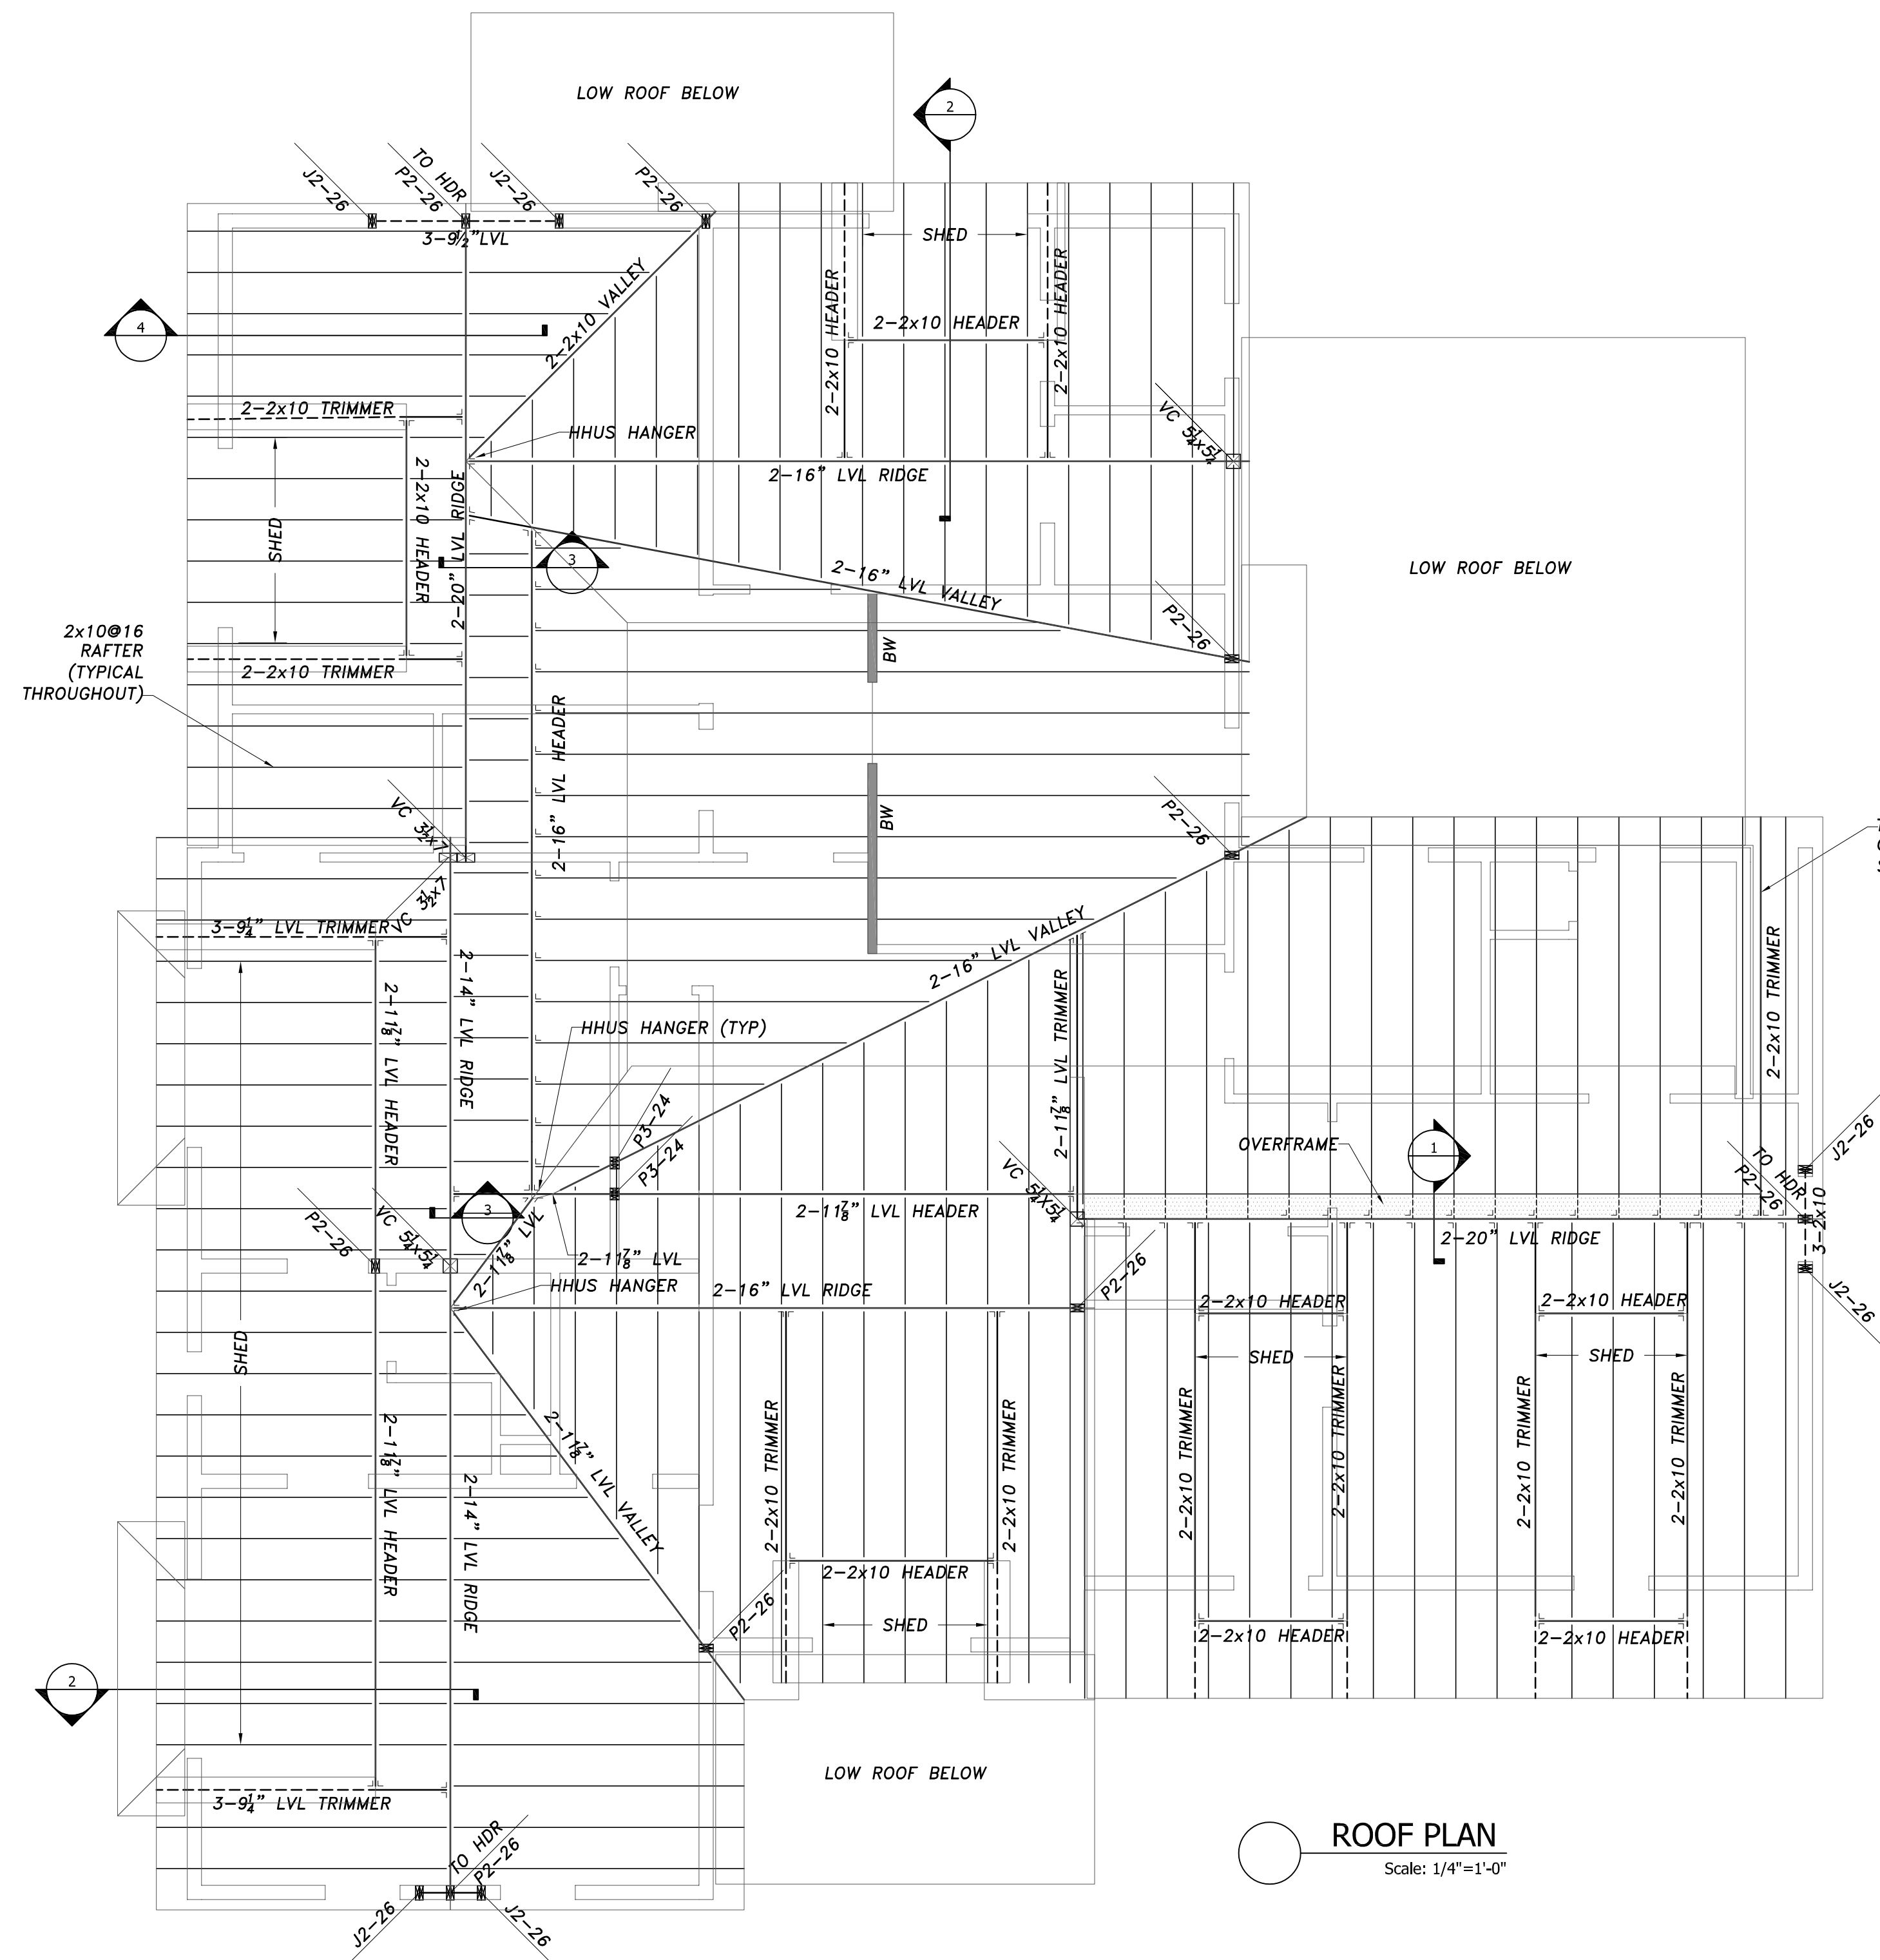 LOW ROOF BELOW
2
J2-26
TO HDR
P2-26
J2-26
P2-26
3-9½" LVL
SHED
4
2-2x10 VALLEY
2-2x10 HEADER
2-2x10 HEADER
2-2x10 HEADER
2-2x10 TRIMMER
HHUS HANGER
VC 5¼x5¼
2-16" LVL RIDGE
SHED
2-2x10 HEADER
2-20" LVL RIDGE
3
2-16" LVL VALLEY
LOW ROOF BELOW
P2-26
2x10@16
RAFTER
(TYPICAL
THROUGHOUT)
2-2x10 TRIMMER
BW
2-16" LVL HEADER
VC 3½x7
BW
P2-26
VC 3½x7
3-9¼" LVL TRIMMER
2-16" LVL VALLEY
2-2x10 TRIMMER
2-11⅞" LVL HEADER
2-14" LVL RIDGE
HHUS HANGER (TYP)
2-11⅞" LVL TRIMMER
P3-24
P3-24
OVERFRAME
1
J2-26
TO HDR
P2-26
3-2x10
VC 5¼x5¼
P2-26
VC 5¼x5¼
3
2-11⅞" LVL HEADER
2-20" LVL RIDGE
2-11⅞" LVL
2-11⅞" LVL
HHUS HANGER
2-16" LVL RIDGE
P2-26
J2-26
2-2x10 HEADER
2-2x10 HEADER
SHED
SHED
SHED
2-11⅞" LVL HEADER
2-14" LVL RIDGE
2-11⅞" LVL VALLEY
2-2x10 TRIMMER
2-2x10 TRIMMER
2-2x10 TRIMMER
2-2x10 TRIMMER
2-2x10 TRIMMER
2-2x10 TRIMMER
2-2x10 HEADER
P2-26
SHED
2-2x10 HEADER
2-2x10 HEADER
2
LOW ROOF BELOW
3-9¼" LVL TRIMMER
TO HDR
P2-26
J2-26
J2-26
ROOF PLAN
Scale: 1/4"=1'-0"